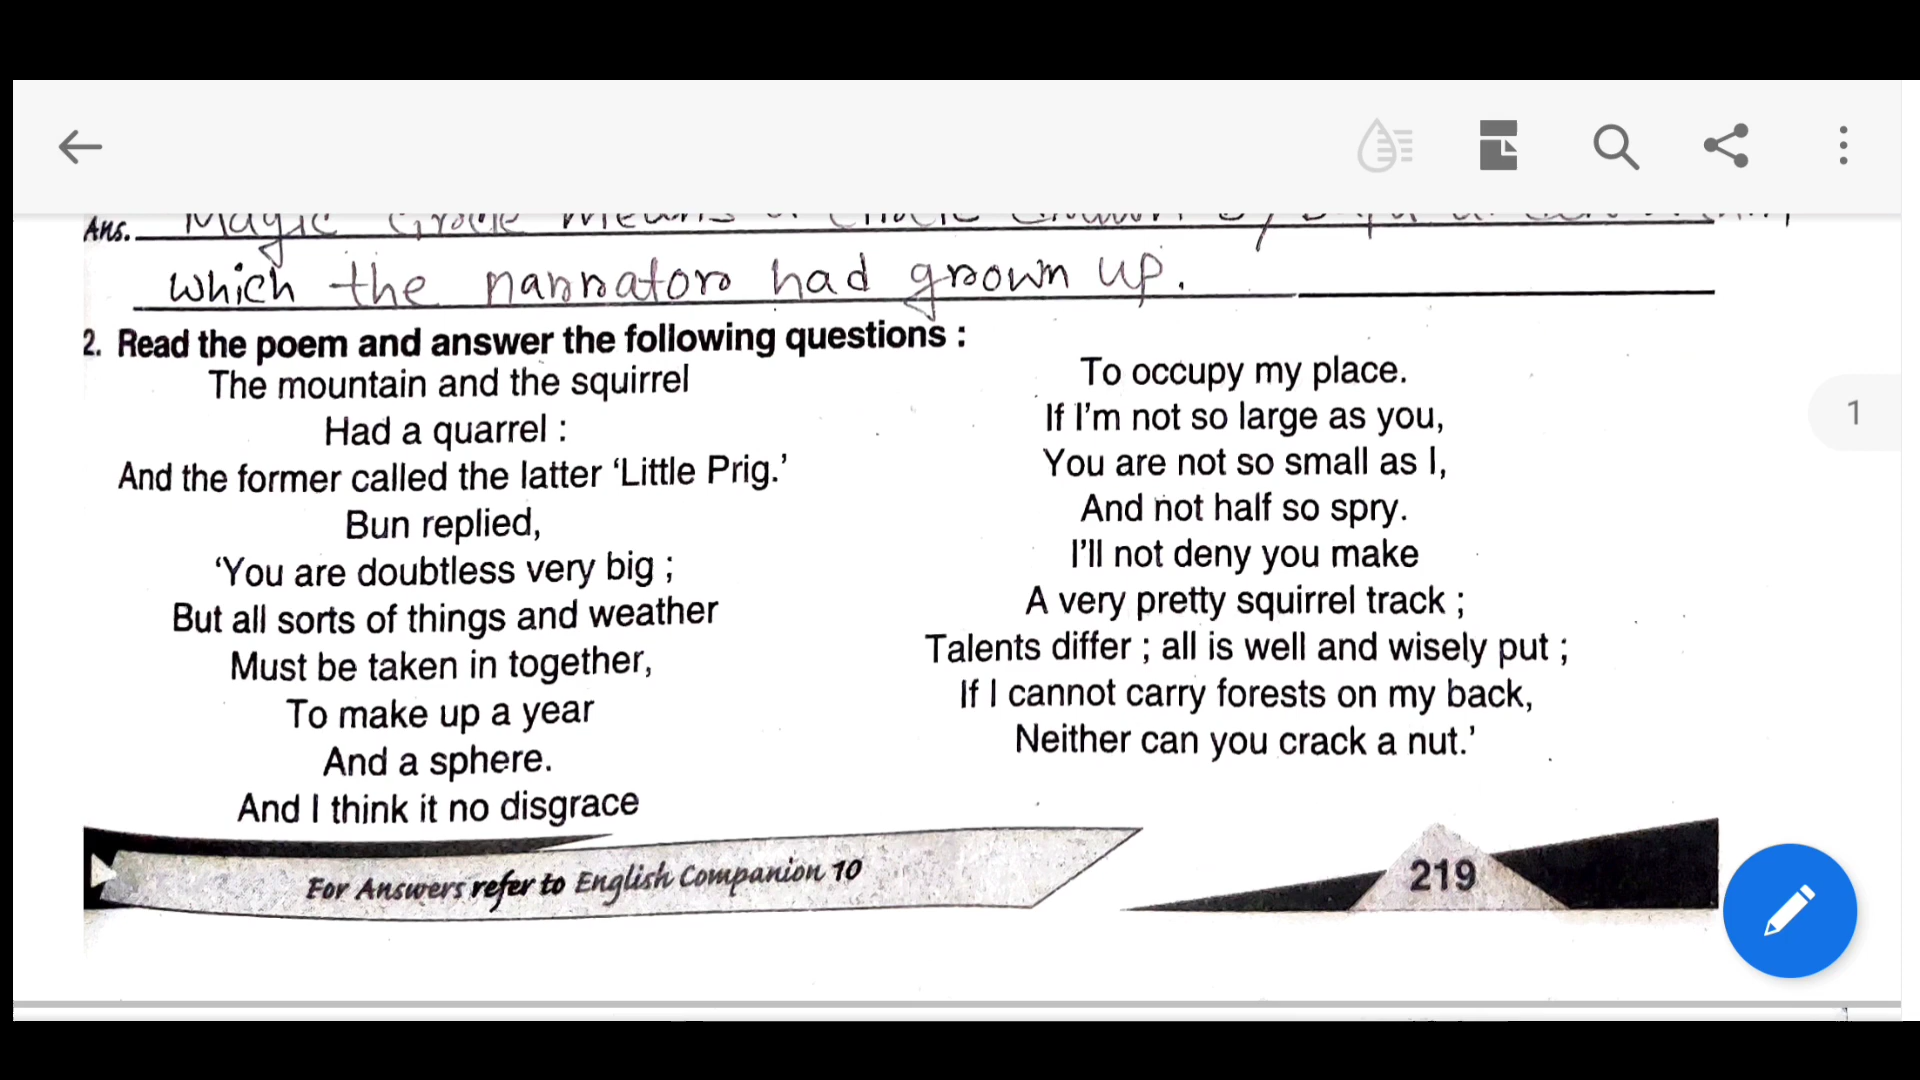 Ans. Magic means
which the narrator had grown up.
2. Read the poem and answer the following questions :
The mountain and the squirrel
Had a quarrel :
And the former called the latter ‘Little Prig.’
Bun replied,
‘You are doubtless very big ;
But all sorts of things and weather
Must be taken in together,
To make up a year
And a sphere.
And I think it no disgrace
To occupy my place.
If I’m not so large as you,
You are not so small as I,
And not half so spry.
I’ll not deny you make
A very pretty squirrel track ;
Talents differ ; all is well and wisely put ;
If I cannot carry forests on my back,
Neither can you crack a nut.’
1
For Answers refer to English Companion 10
219